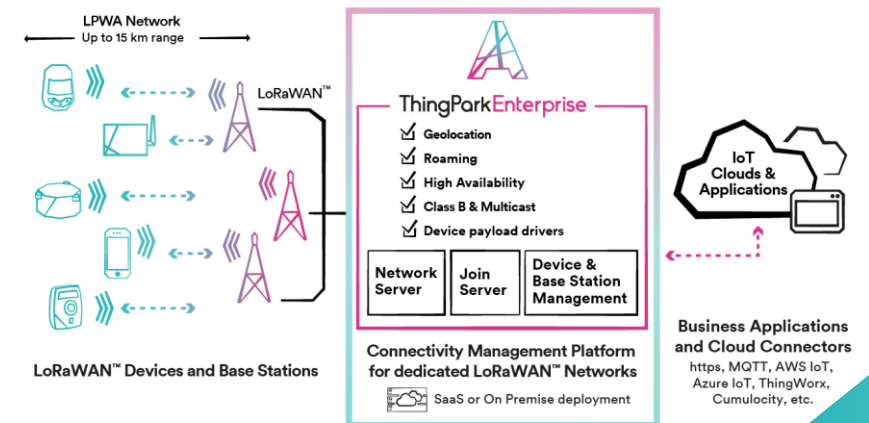 LPWA Network
Up to 15 km range
LoRaWAN™
LoRaWAN™ Devices and Base Stations
ThingParkEnterprise
Geolocation
Roaming
High Availability
Class B & Multicast
Device payload drivers
Network
Server
Join
Server
Device &
Base Station
Management
Connectivity Management Platform
for dedicated LoRaWAN™ Networks
SaaS or On Premise deployment
IoT
Clouds &
Applications
Business Applications
and Cloud Connectors
https, MQTT, AWS IoT,
Azure IoT, ThingWorx,
Cumulocity, etc.